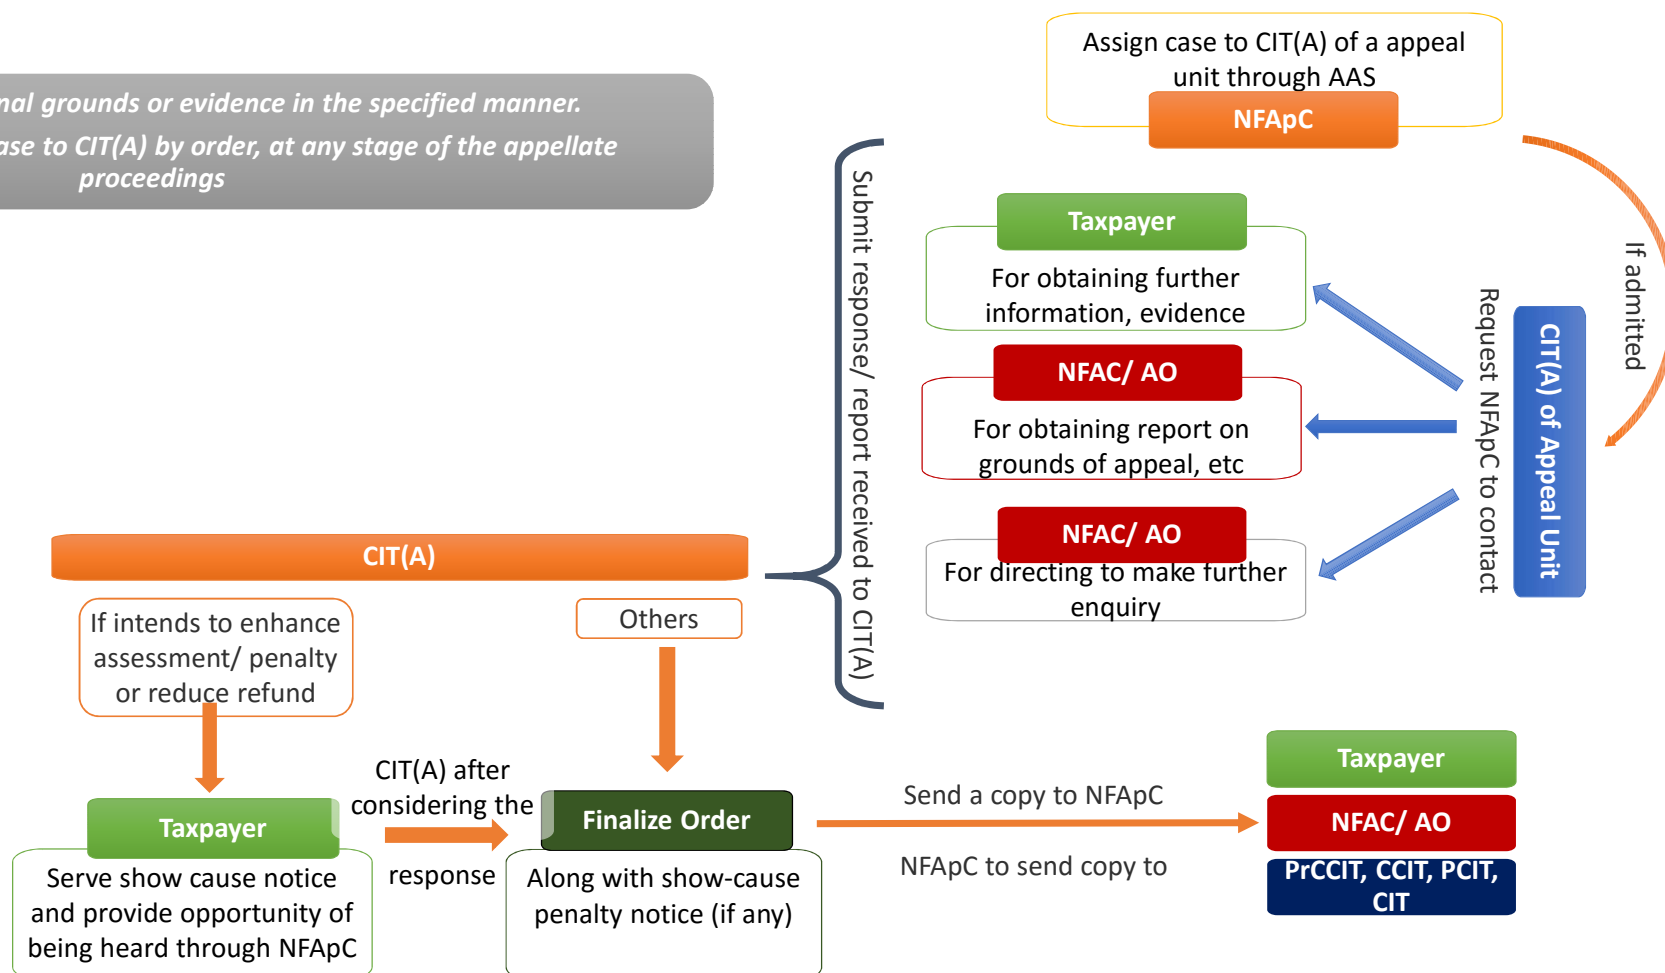 Assign case to CIT(A) of a appeal
unit through AAS
NFApC
nal grounds or evidence in the specified manner.
ase to CIT(A) by order, at any stage of the appellate
proceedings
If admitted
CIT(A) of Appeal Unit
Request NFApC to contact
Taxpayer
For obtaining further
information, evidence
NFAC/ AO
For obtaining report on
grounds of appeal, etc
NFAC/ AO
For directing to make further
enquiry
Submit response/ report received to CIT(A)
CIT(A)
If intends to enhance
assessment/ penalty
or reduce refund
Others
Taxpayer
Serve show cause notice
and provide opportunity of
being heard through NFApC
CIT(A) after
considering the
response
Finalize Order
Along with show-cause
penalty notice (if any)
Send a copy to NFApC
NFApC to send copy to
Taxpayer
NFAC/ AO
PrCCIT, CCIT, PCIT,
CIT